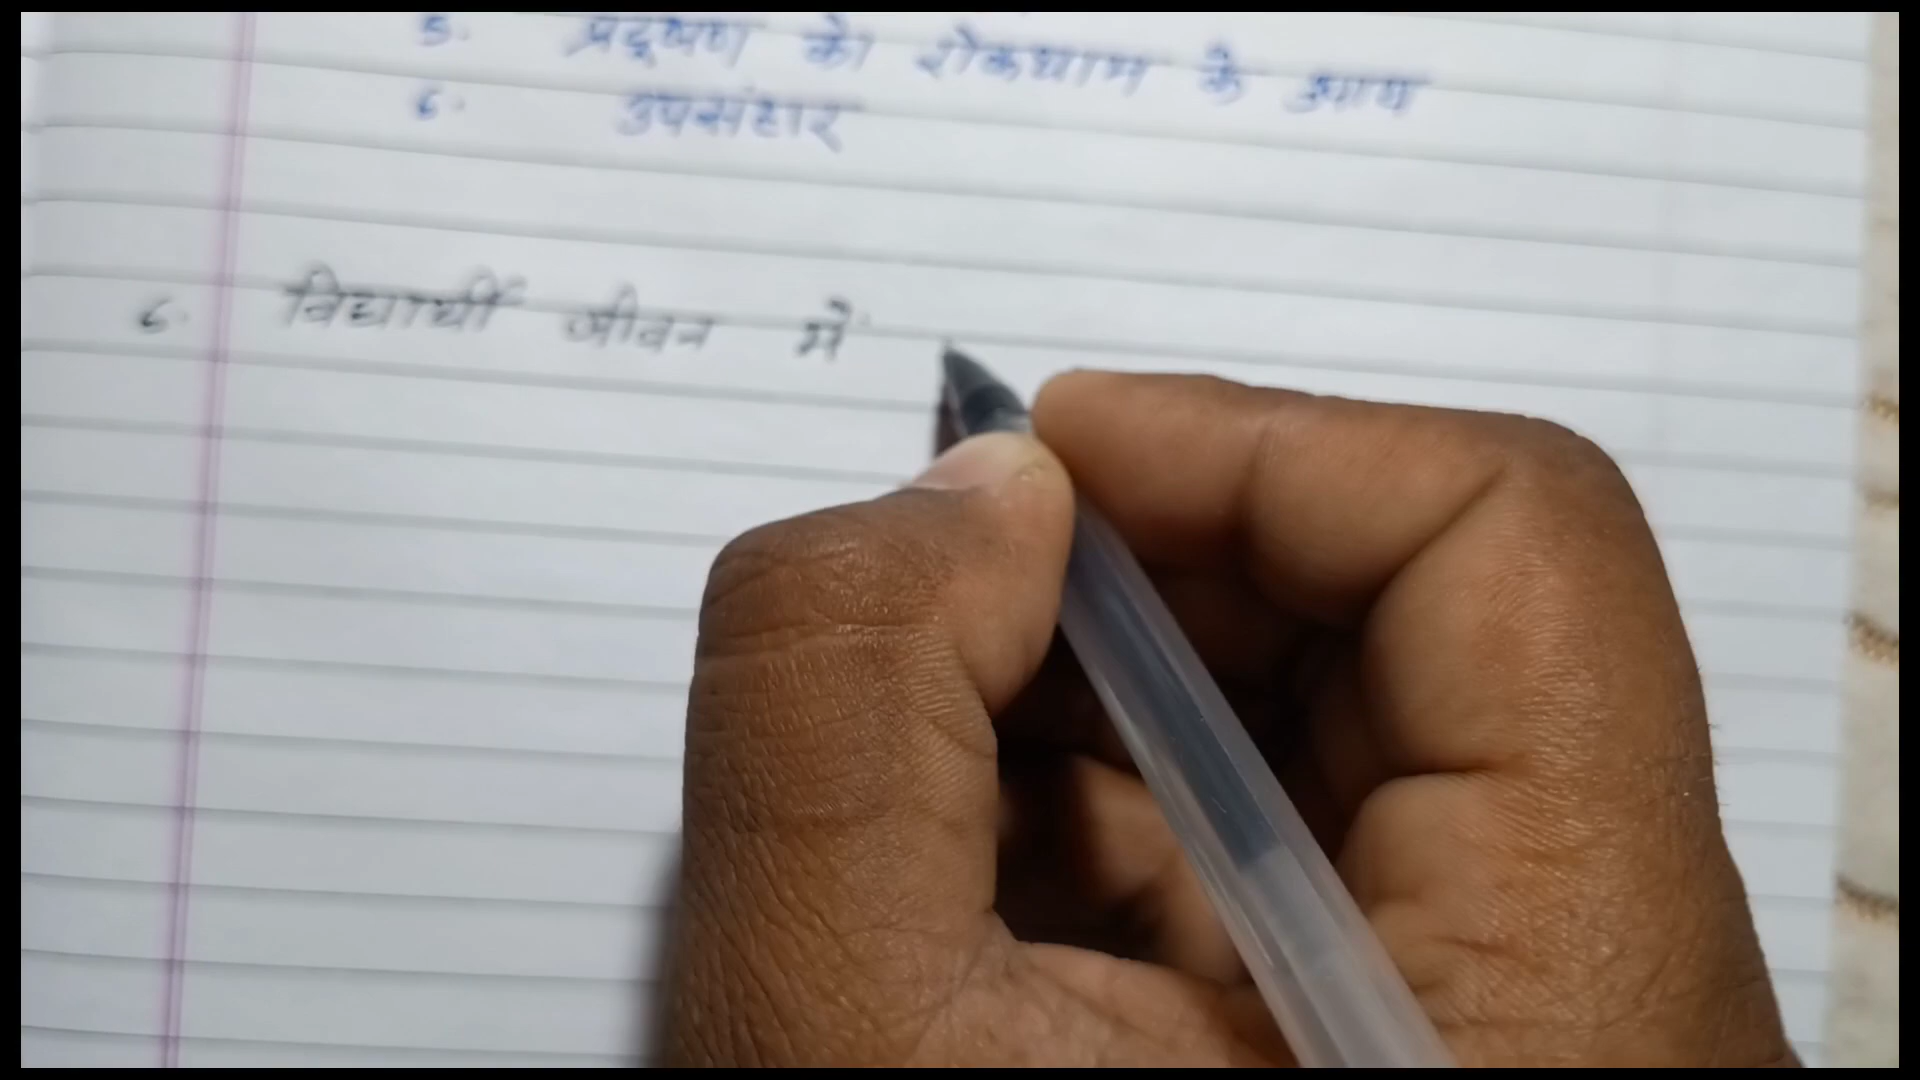 5. प्रदूषण को रोकथाम के उपाय
6. उपसंहार
6. विद्यार्थी जीवन में